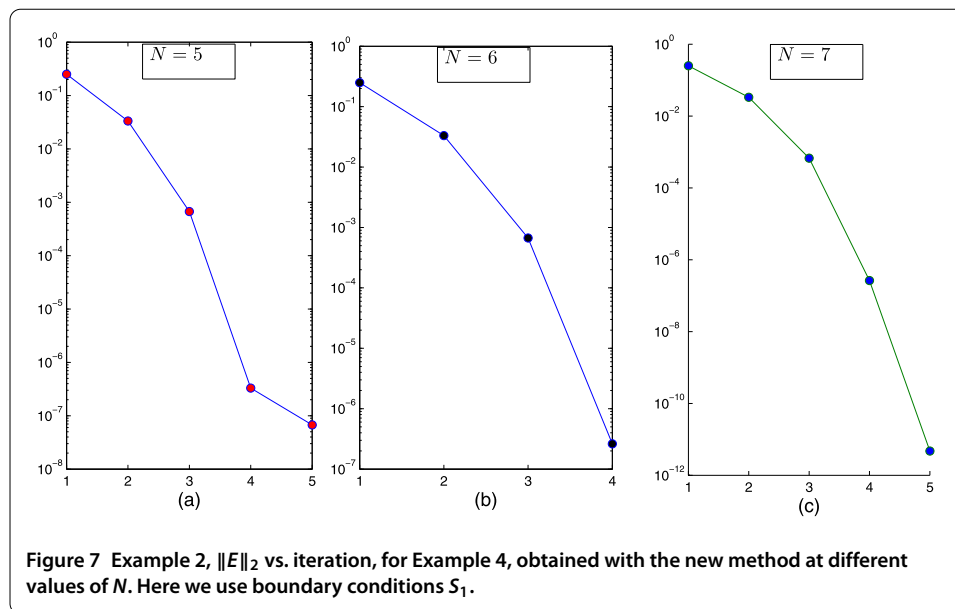 N = 5
10^0
10^-1
10^-2
10^-3
10^-4
10^-5
10^-6
10^-7
10^-8
1 2 3 4 5
(a)
N = 6
10^0
10^-1
10^-2
10^-3
10^-4
10^-5
10^-6
10^-7
1 2 3 4
(b)
N = 7
10^0
10^-2
10^-4
10^-6
10^-8
10^-10
10^-12
1 2 3 4 5
(c)
Figure 7 Example 2, ‖E‖₂ vs. iteration, for Example 4, obtained with the new method at different
values of N. Here we use boundary conditions S₁.